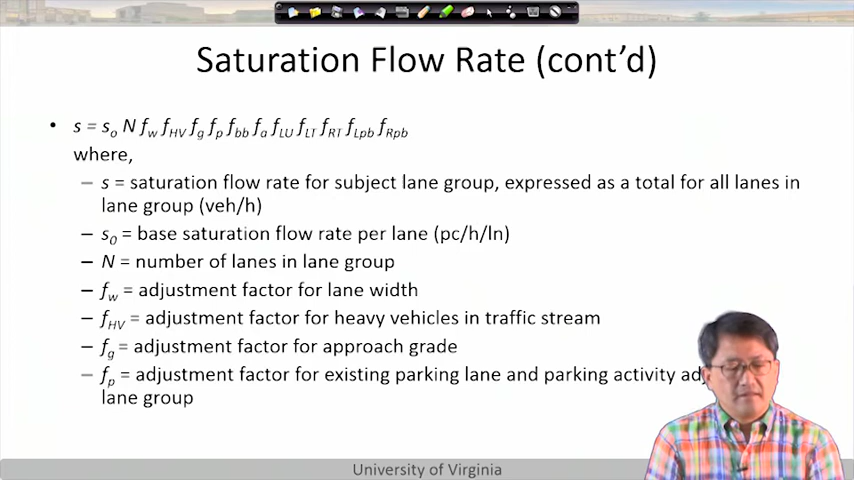 Saturation Flow Rate (cont’d)
• s = so N fw fHV fg fp fbb fa fLU fLT fRT fLpb fRpb
where,
– s = saturation flow rate for subject lane group, expressed as a total for all lanes in
lane group (veh/h)
– s0 = base saturation flow rate per lane (pc/h/ln)
– N = number of lanes in lane group
– fw = adjustment factor for lane width
– fHV = adjustment factor for heavy vehicles in traffic stream
– fg = adjustment factor for approach grade
– fp = adjustment factor for existing parking lane and parking activity
lane group
University of Virginia